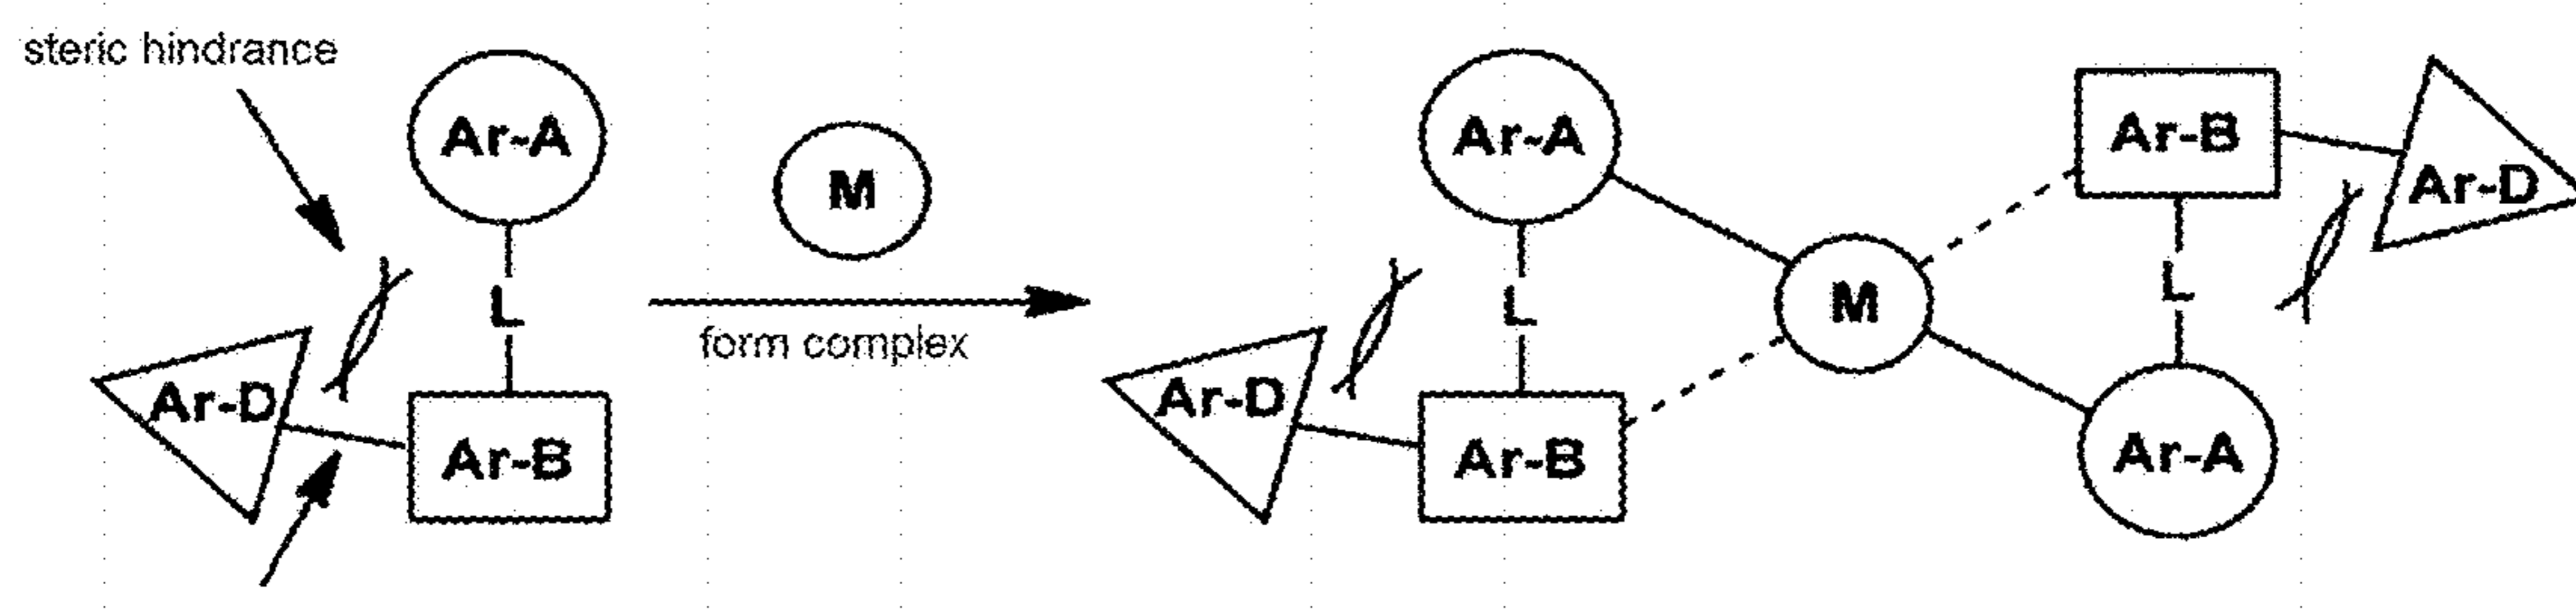 steric hindrance
Ar-A
L
Ar-D
Ar-B
M
form complex
Ar-A
L
Ar-D
Ar-B
M
Ar-B
Ar-D
L
Ar-A